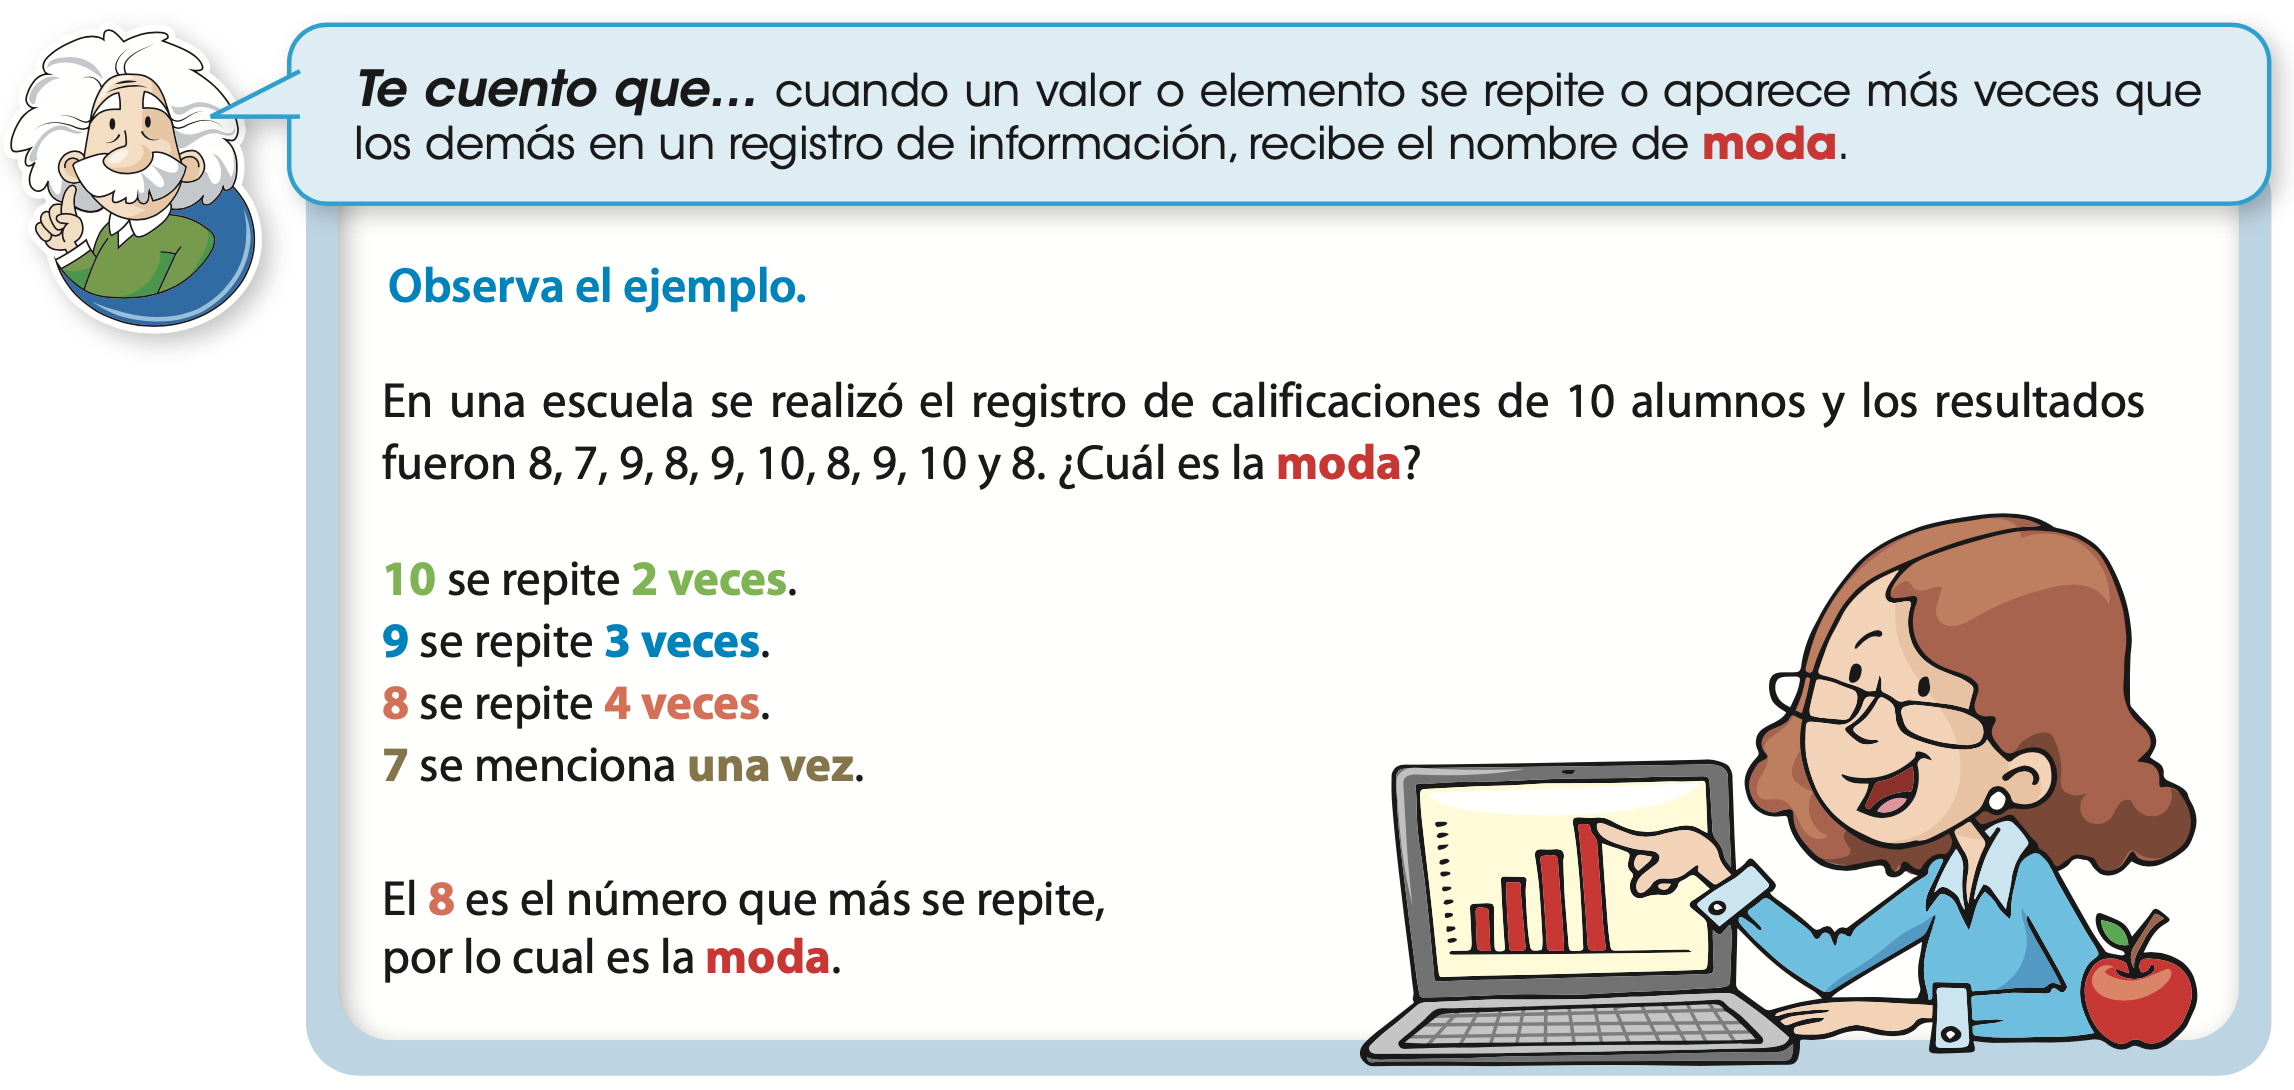 Te cuento que... cuando un valor o elemento se repite o aparece más veces que
los demás en un registro de información, recibe el nombre de moda.
Observa el ejemplo.
En una escuela se realizó el registro de calificaciones de 10 alumnos y los resultados
fueron 8, 7, 9, 8, 9, 10, 8, 9, 10 y 8. ¿Cuál es la moda?
10 se repite 2 veces.
9 se repite 3 veces.
8 se repite 4 veces.
7 se menciona una vez.
El 8 es el número que más se repite,
por lo cual es la moda.